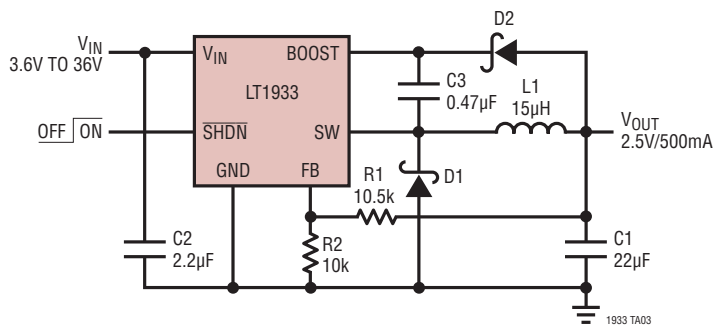 D2
VIN
3.6V TO 36V
VIN
BOOST
LT1933
C3
0.47µF
L1
15µH
OFF ON
SHDN
SW
VOUT
2.5V/500mA
GND
FB
R1
10.5k
D1
C2
2.2µF
R2
10k
C1
22µF
1933 TA03